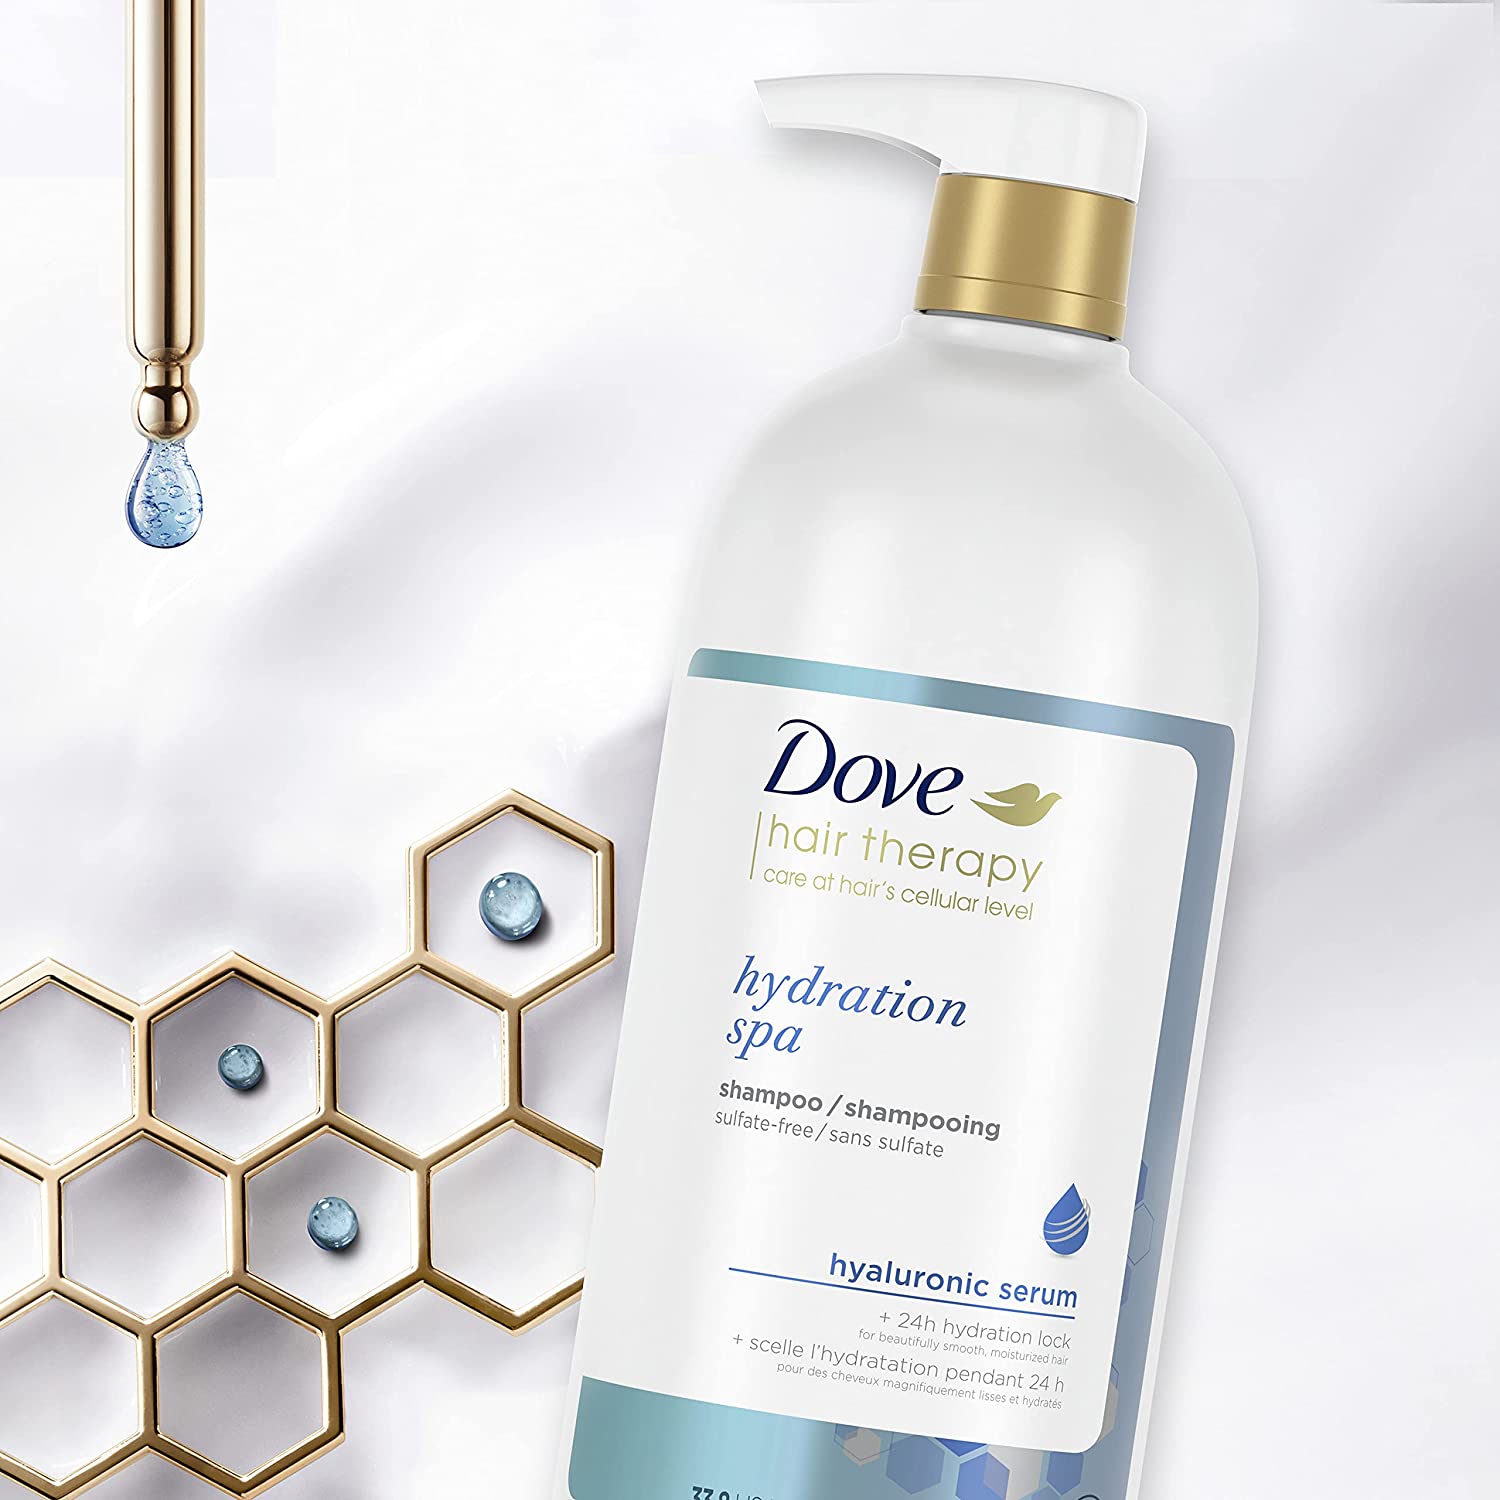 Dove
hair therapy
care at hair's cellular level
hydration
spa
shampoo / shampooing
sulfate-free / sans sulfate
hyaluronic serum
+ 24h hydration lock
for beautifully smooth, moisturized hair
+ scelle l'hydratation pendant 24 h
pour des cheveux magnifiquement lisses et hydratés